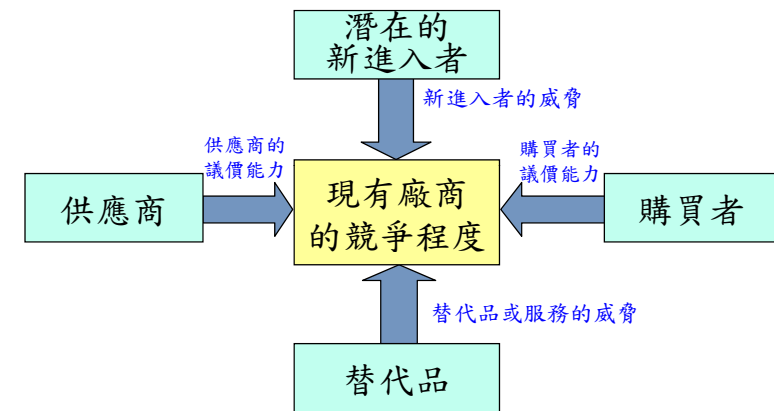 潛在的
新進入者
新進入者的威脅
供應商的
議價能力
購買者的
議價能力
供應商
現有廠商
的競爭程度
購買者
替代品或服務的威脅
替代品